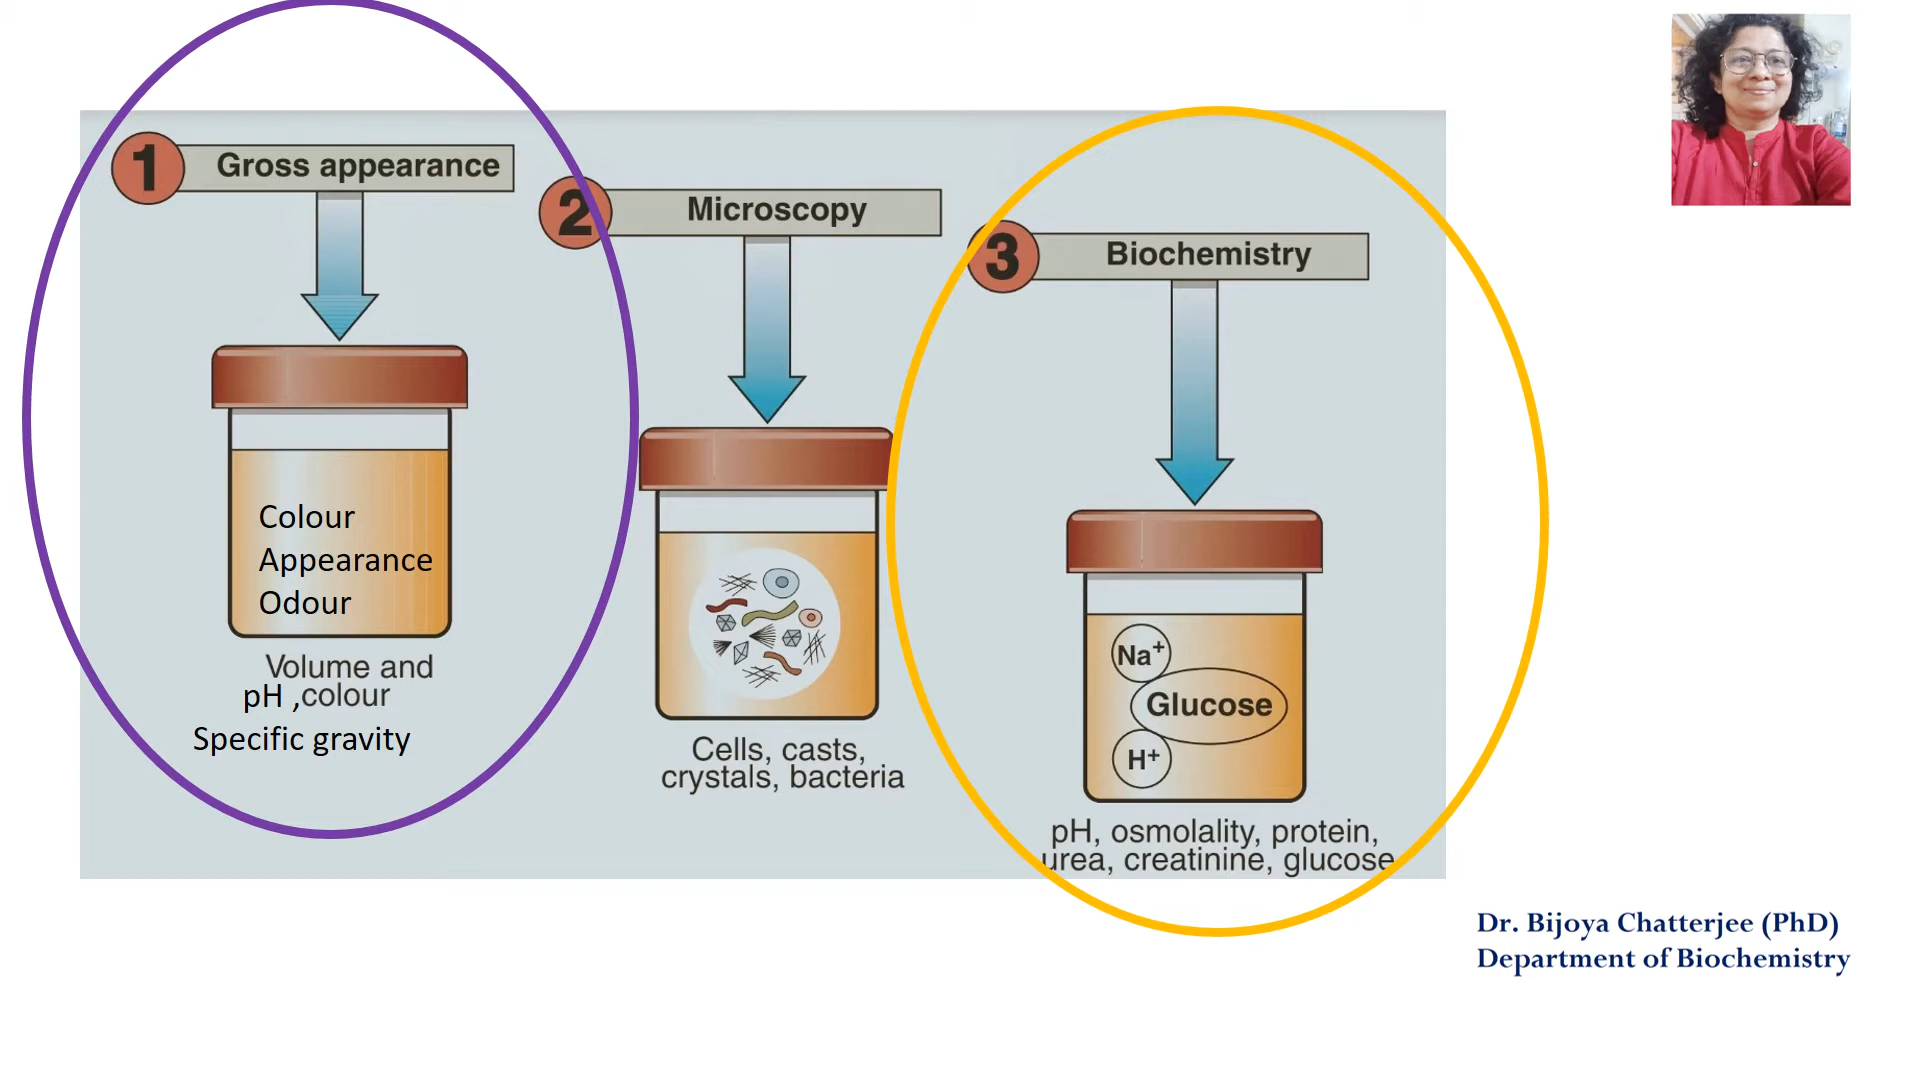 1
Gross appearance
Colour
Appearance
Odour
Volume and
pH ,colour
Specific gravity
2
Microscopy
Cells, casts,
crystals, bacteria
3
Biochemistry
Na+
Glucose
H+
pH, osmolality, protein,
urea, creatinine, glucose
Dr. Bijoya Chatterjee (PhD)
Department of Biochemistry